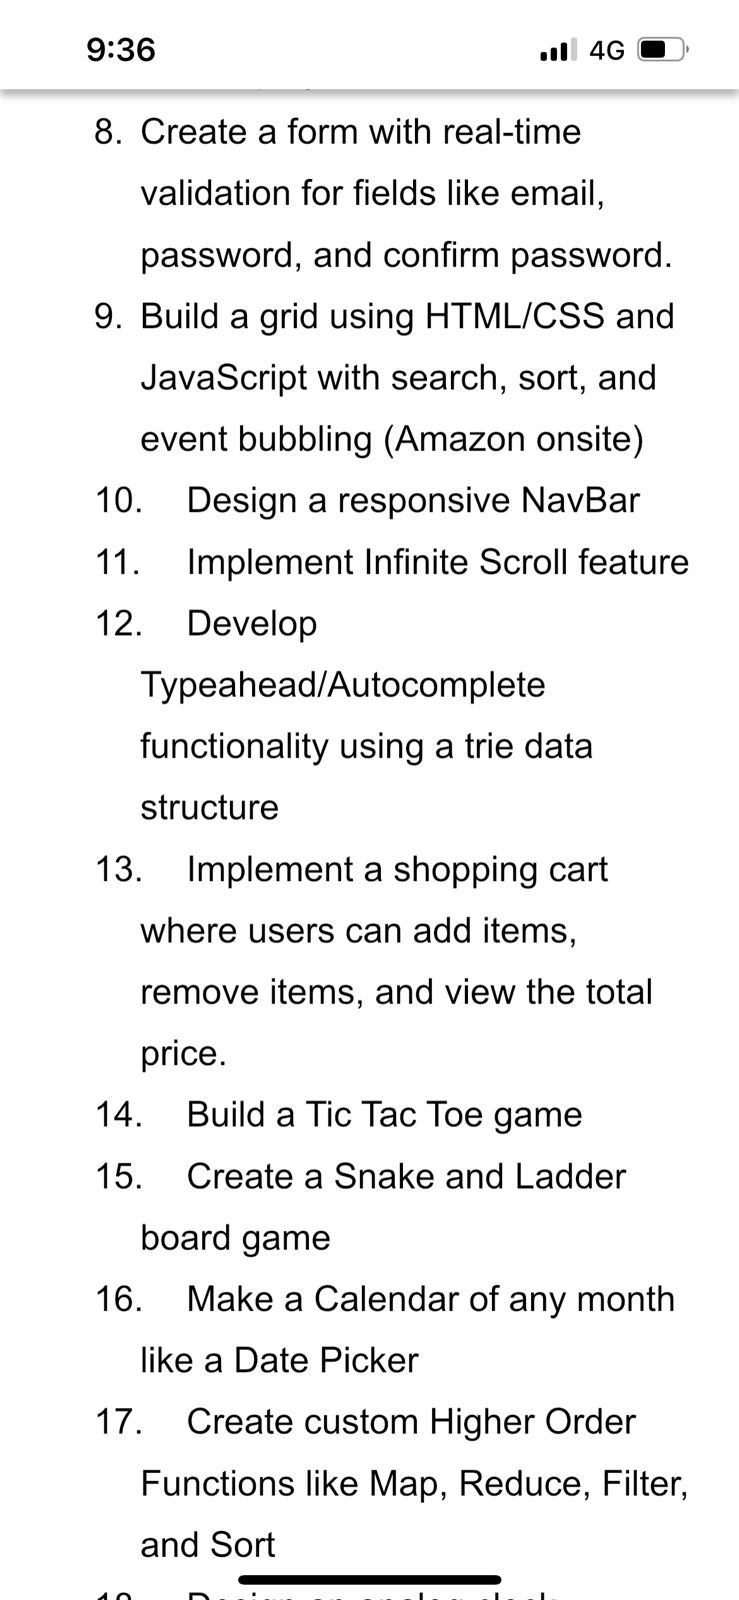 9:36
4G
8. Create a form with real-time
validation for fields like email,
password, and confirm password.
9. Build a grid using HTML/CSS and
JavaScript with search, sort, and
event bubbling (Amazon onsite)
10. Design a responsive NavBar
11. Implement Infinite Scroll feature
12. Develop
Typeahead/Autocomplete
functionality using a trie data
structure
13. Implement a shopping cart
where users can add items,
remove items, and view the total
price.
14. Build a Tic Tac Toe game
15. Create a Snake and Ladder
board game
16. Make a Calendar of any month
like a Date Picker
17. Create custom Higher Order
Functions like Map, Reduce, Filter,
and Sort
Design an analog clock